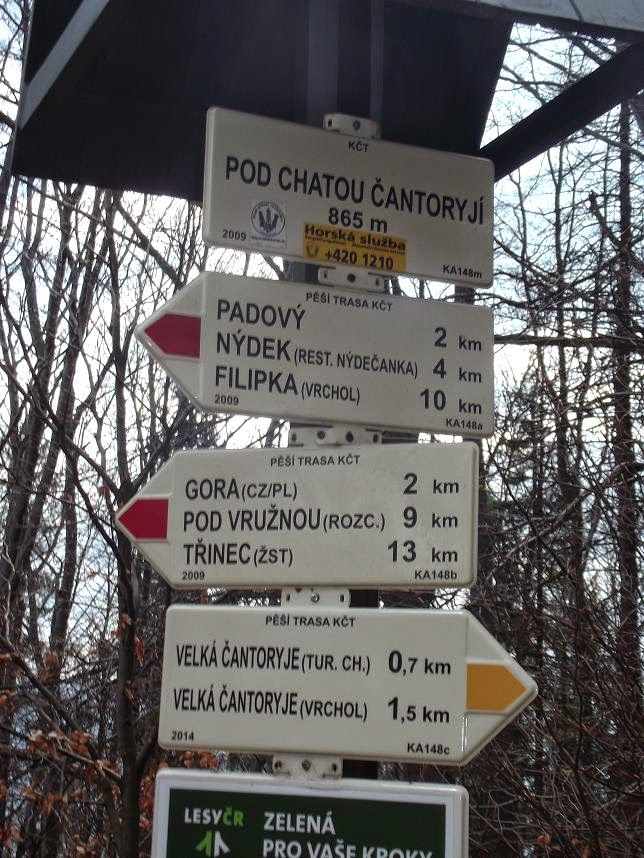 KČT
POD CHATOU ČANTORYJÍ
865 m
2009
Horská služba
+420 1210
KA148m
PĚŠÍ TRASA KČT
PADOVÝ 2 km
NÝDEK (REST. NÝDEČANKA) 4 km
FILIPKA (VRCHOL) 10 km
2009 KA148a
PĚŠÍ TRASA KČT
GORA (CZ/PL) 2 km
POD VRUŽNOU (ROZC.) 9 km
TŘINEC (ŽST) 13 km
2009 KA148b
PĚŠÍ TRASA KČT
VELKÁ ČANTORYJE (TUR. CH.) 0,7 km
VELKÁ ČANTORYJE (VRCHOL) 1,5 km
2014 KA148c
LESYČR ZELENÁ
PRO VAŠE KROKY